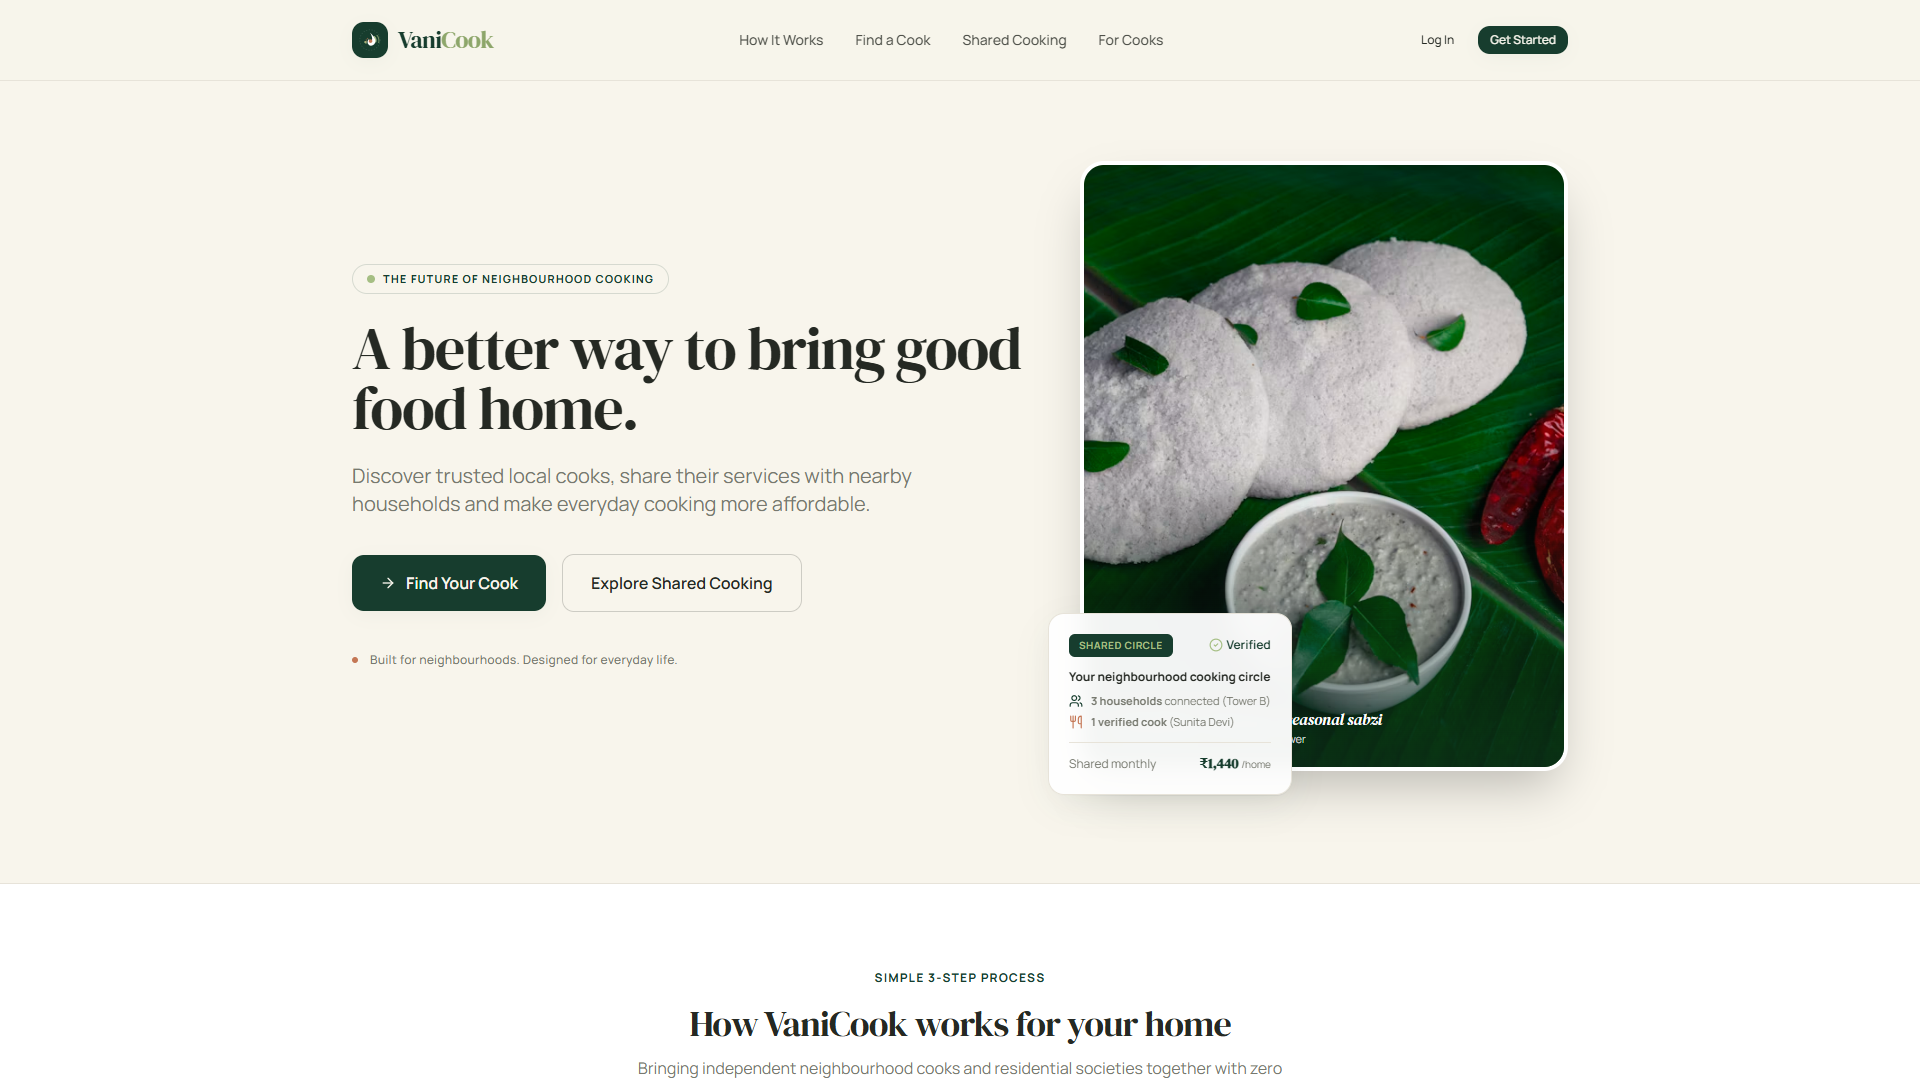 VaniCook
How It Works
Find a Cook
Shared Cooking
For Cooks
Log In
Get Started
THE FUTURE OF NEIGHBOURHOOD COOKING
A better way to bring good
food home.
Discover trusted local cooks, share their services with nearby
households and make everyday cooking more affordable.
Find Your Cook
Explore Shared Cooking
Built for neighbourhoods. Designed for everyday life.
SHARED CIRCLE
Verified
Your neighbourhood cooking circle
3 households connected (Tower B)
1 verified cook (Sunita Devi)
Shared monthly
₹1,440 /home
sabzi
SIMPLE 3-STEP PROCESS
How VaniCook works for your home
Bringing independent neighbourhood cooks and residential societies together with zero